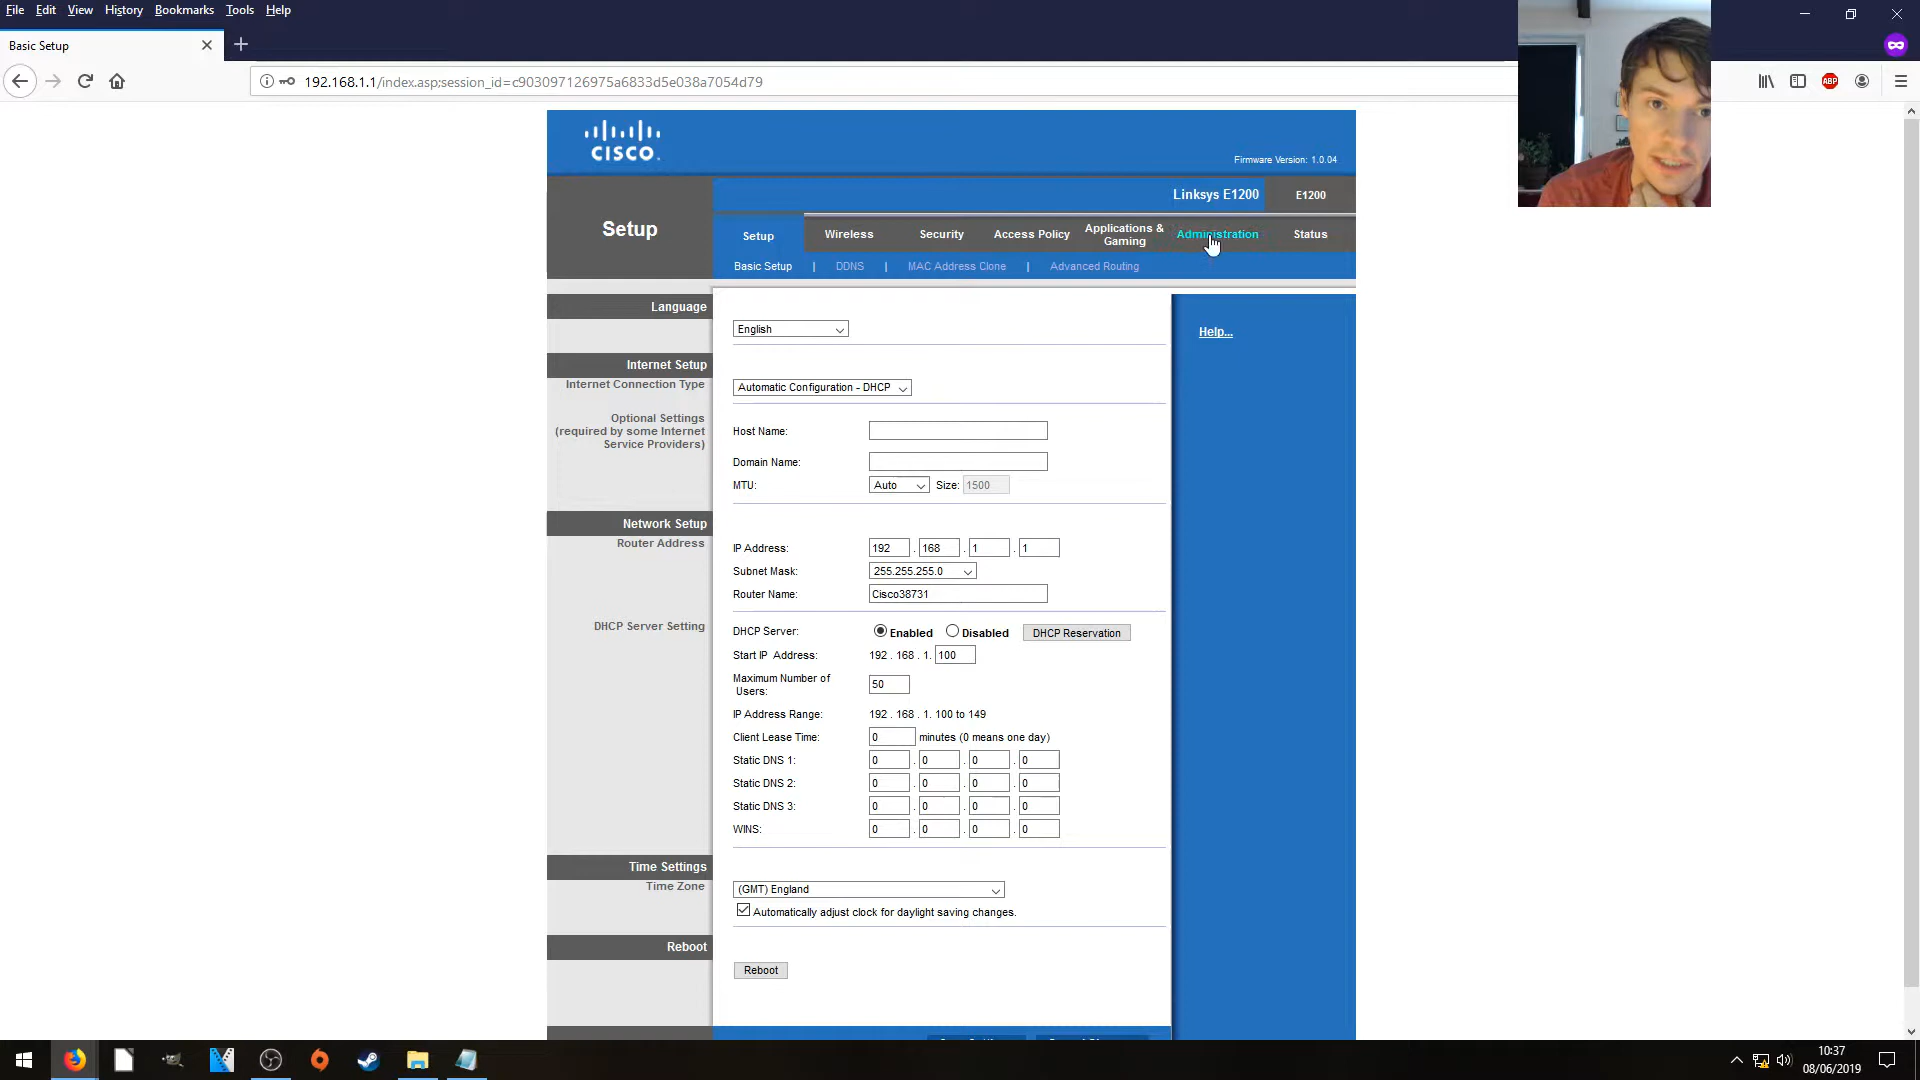 File Edit View History Bookmarks Tools Help
Basic Setup
192.168.1.1/index.asp;session_id=c903097126975a6833d5e038a7054d79
ABP
CISCO.
Firmware Version: 1.0.04
Linksys E1200 E1200
Setup
Setup Wireless Security Access Policy Applications & Gaming Administration Status
Basic Setup | DDNS | MAC Address Clone | Advanced Routing
Language
English
Help...
Internet Setup
Internet Connection Type
Automatic Configuration - DHCP
Optional Settings
(required by some Internet
Service Providers)
Host Name:
Domain Name:
MTU: Auto Size: 1500
Network Setup
Router Address
IP Address: 192 . 168 . 1 . 1
Subnet Mask: 255.255.255.0
Router Name: Cisco38731
DHCP Server Setting
DHCP Server: Enabled Disabled DHCP Reservation
Start IP Address: 192 . 168 . 1. 100
Maximum Number of
Users: 50
IP Address Range: 192 . 168 . 1. 100 to 149
Client Lease Time: 0 minutes (0 means one day)
Static DNS 1: 0 . 0 . 0 . 0
Static DNS 2: 0 . 0 . 0 . 0
Static DNS 3: 0 . 0 . 0 . 0
WINS: 0 . 0 . 0 . 0
Time Settings
Time Zone
(GMT) England
Automatically adjust clock for daylight saving changes.
Reboot
Reboot
10:37
08/06/2019